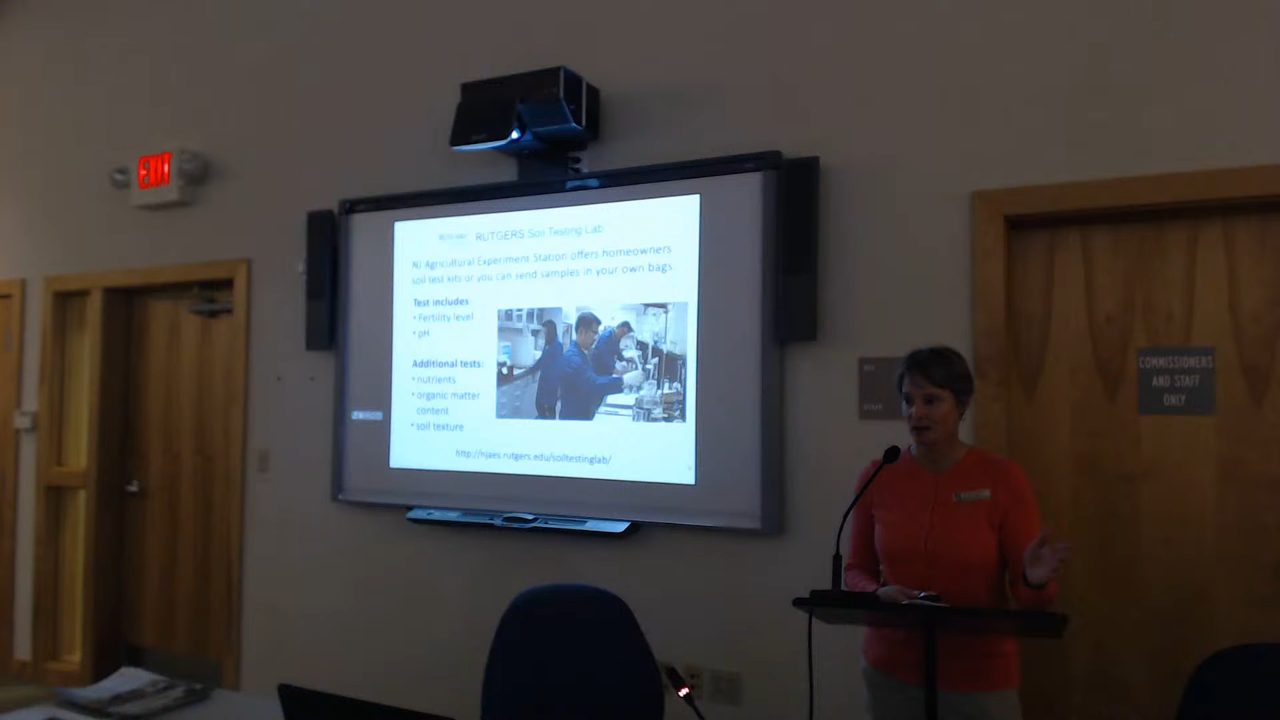 EXIT
RUTGERS Soil Testing Lab
NJ Agricultural Experiment Station offers homeowners
soil test kits or you can send samples in your own bags.
Test includes
• Fertility level
• pH
Additional tests:
• nutrients
• organic matter
content
• soil texture
http://njaes.rutgers.edu/soiltestinglab/
COMMISSIONERS
AND STAFF
ONLY